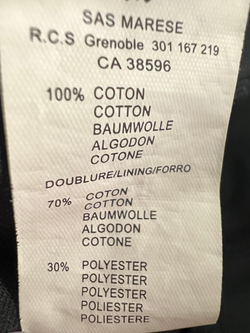 SAS MARESE
R.C.S Grenoble 301 167 219
CA 38596
100% COTON
COTTON
BAUMWOLLE
ALGODON
COTONE
DOUBLURE/LINING/FORRO
70% COTON
COTTON
BAUMWOLLE
ALGODON
COTONE
30% POLYESTER
POLYESTER
POLYESTER
POLIESTER
POLIESTERE